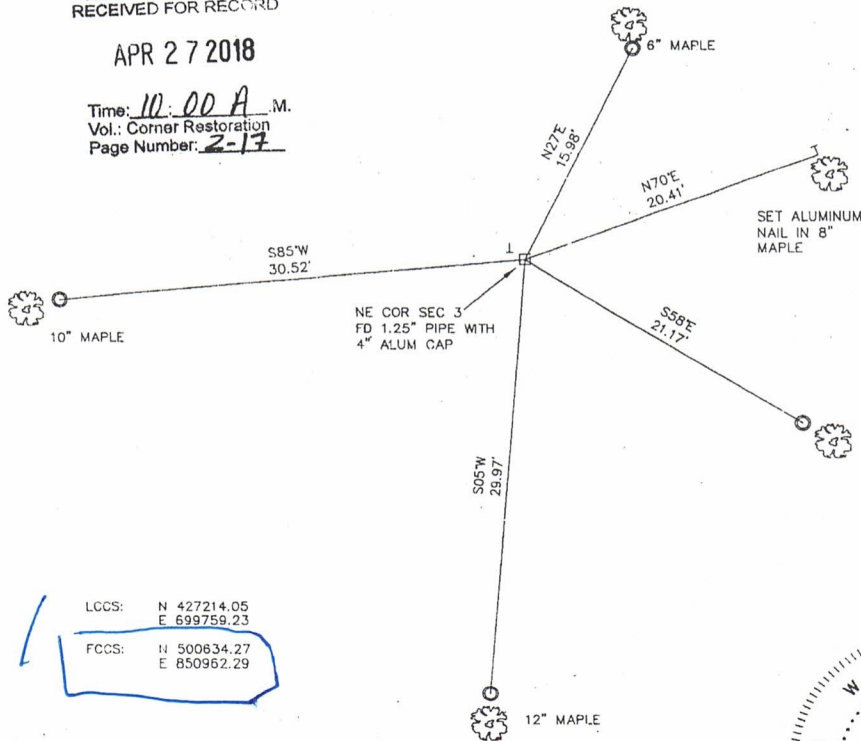 RECEIVED FOR RECORD
APR 27 2018
Time: 10:00 A .M.
Vol.: Corner Restoration
Page Number: 2-17
6" MAPLE
N27°E
15.98'
N70°E
20.41'
SET ALUMINUM
NAIL IN 8"
MAPLE
S85°W
30.52'
10" MAPLE
NE COR SEC 3
FD 1.25" PIPE WITH
4" ALUM CAP
S58°E
21.17'
S05°W
29.97'
LCCS: N 427214.05
E 699759.23
FCCS: N 500634.27
E 850962.29
12" MAPLE
W